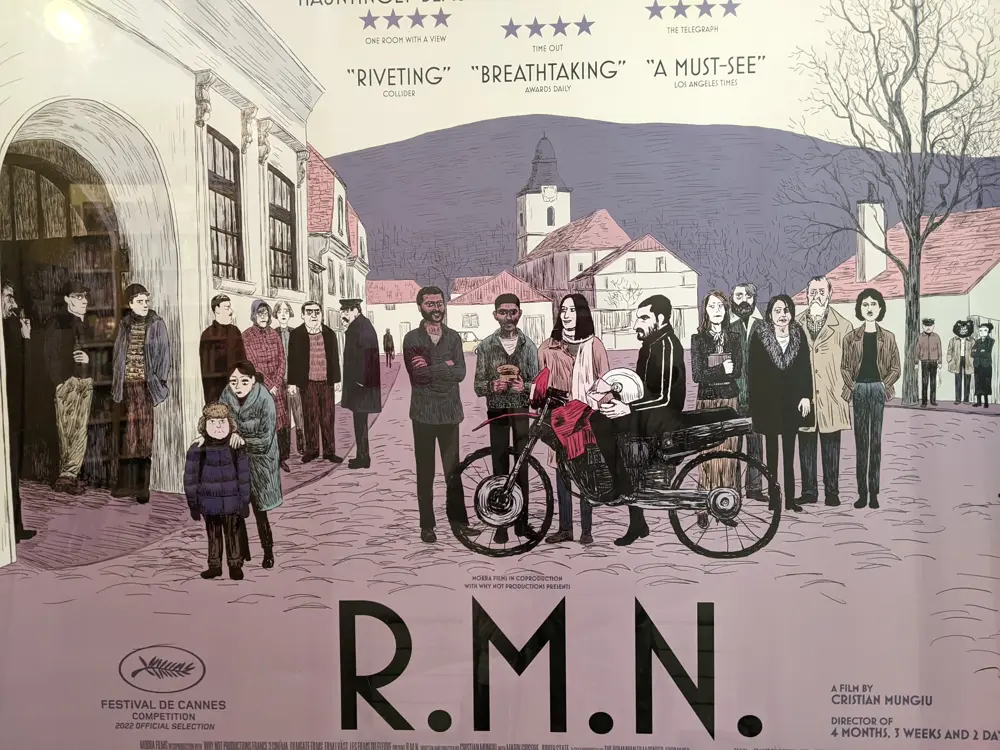 ONE ROOM WITH A VIEW
TIME OUT
THE TELEGRAPH
"RIVETING"
COLLIDER
"BREATHTAKING"
AWARDS DAILY
"A MUST-SEE"
LOS ANGELES TIMES
MOBRA FILMS IN COPRODUCTION
WITH WHY NOT PRODUCTIONS PRESENTS
R.M.N.
FESTIVAL DE CANNES
COMPETITION
2022 OFFICIAL SELECTION
A FILM BY
CRISTIAN MUNGIU
DIRECTOR OF
4 MONTHS, 3 WEEKS AND 2 DA